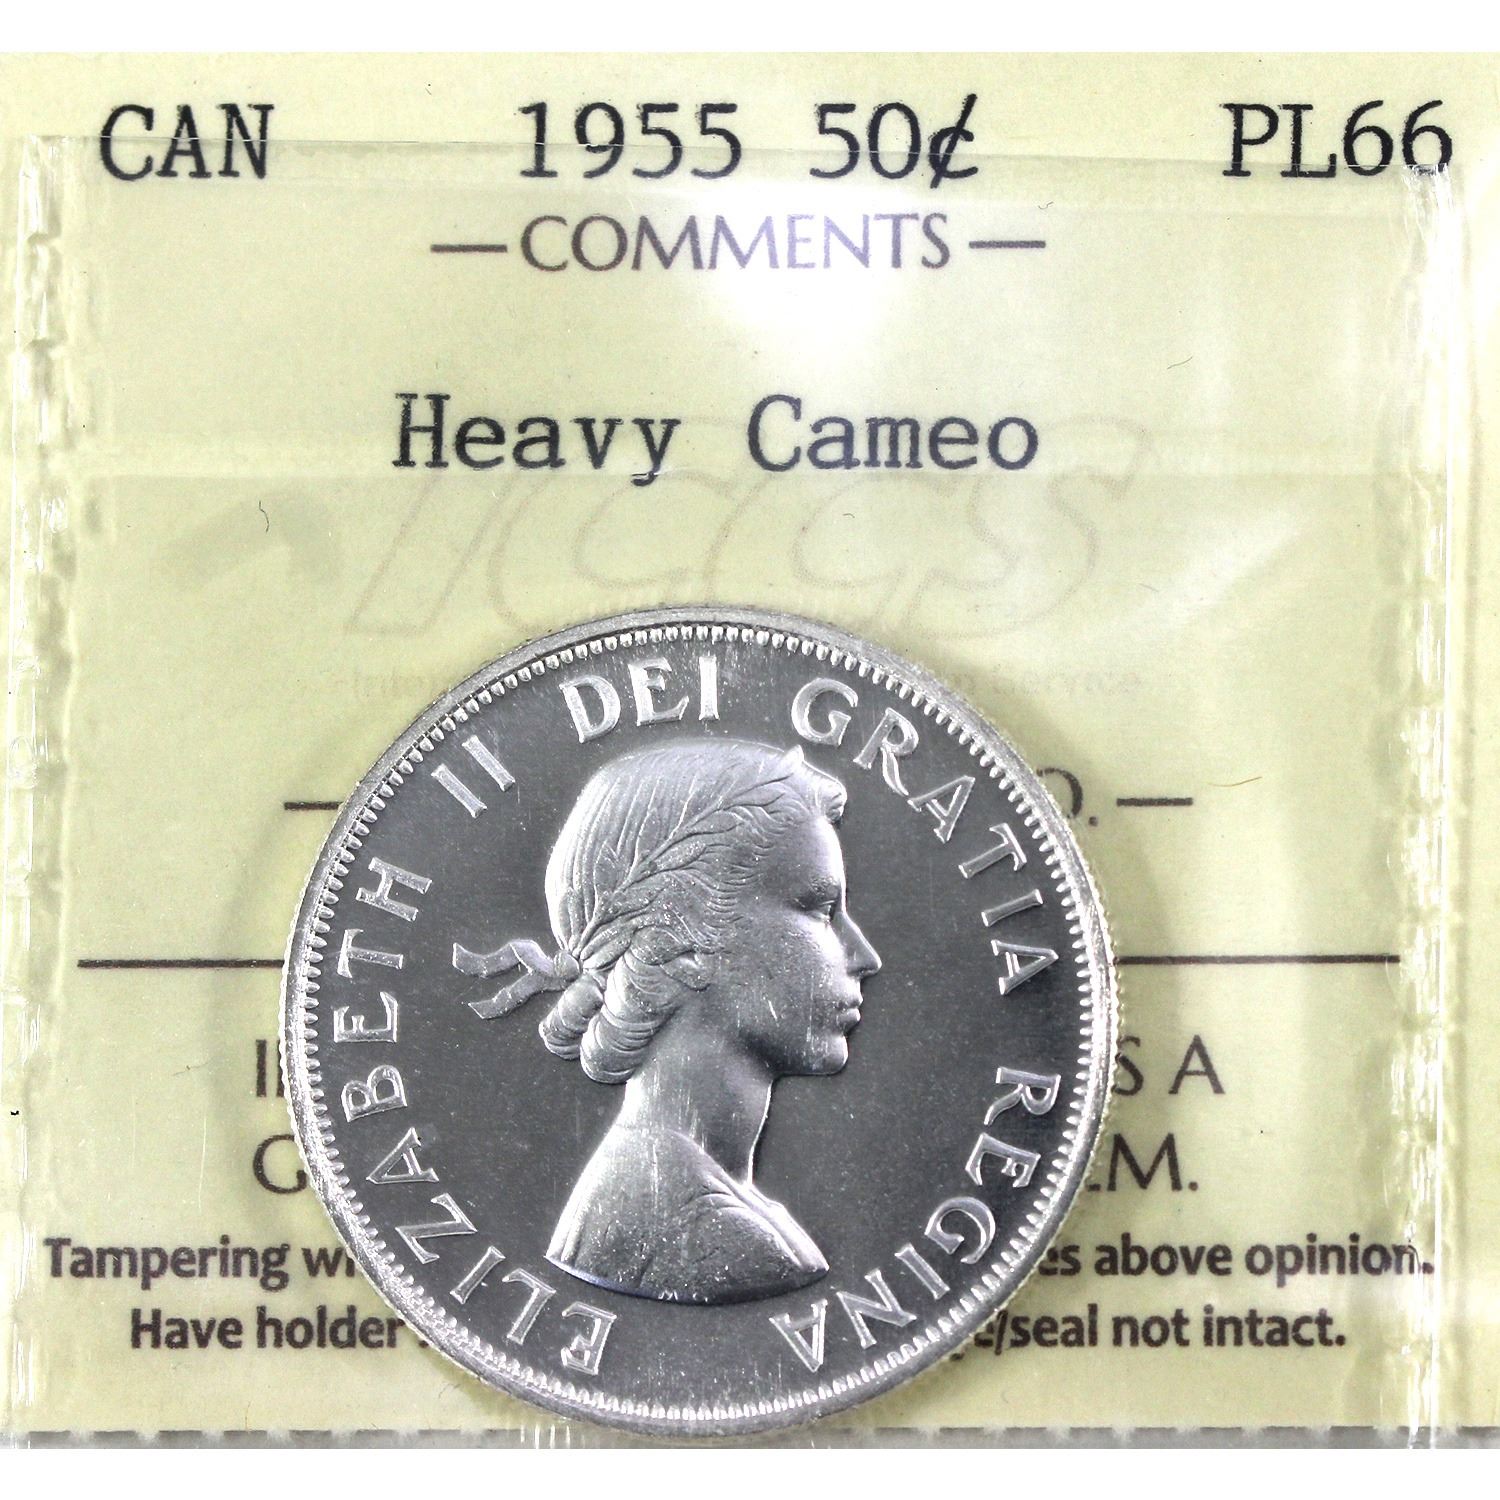 CAN 1955 50¢ PL66
—COMMENTS—
Heavy Cameo
ICCS
ELIZABETH II DEI GRATIA REGINA
S A
M.
Tampering es above opinion.
Have holder /seal not intact.